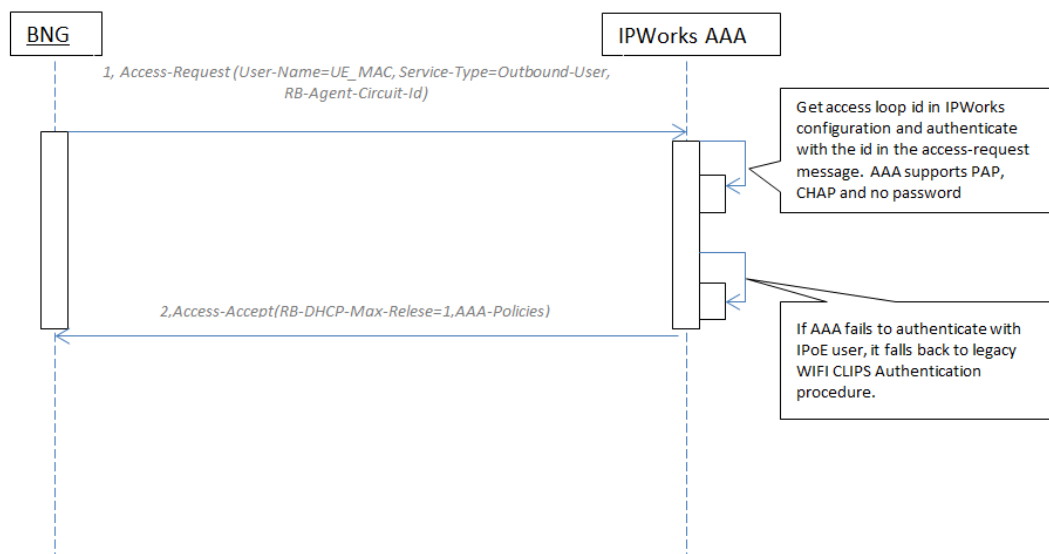 BNG
IPWorks AAA
1, Access-Request (User-Name=UE_MAC, Service-Type=Outbound-User,
RB-Agent-Circuit-Id)
Get access loop id in IPWorks
configuration and authenticate
with the id in the access-request
message. AAA supports PAP,
CHAP and no password
2,Access-Accept(RB-DHCP-Max-Relese=1,AAA-Policies)
If AAA fails to authenticate with
IPoE user, it falls back to legacy
WIFI CLIPS Authentication
procedure.